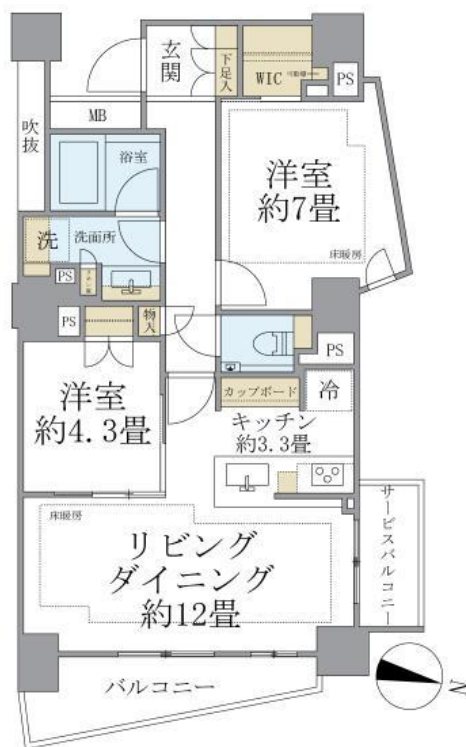 玄関
下足入
WIC
可動棚
PS
MB
吹抜
浴室
洋室
約7畳
床暖房
洗
洗面所
PS
PS
物入
PS
洋室
約4.3畳
カップボード
冷
キッチン
約3.3畳
床暖房
リビング
ダイニング
約12畳
サービスバルコニー
バルコニー
N